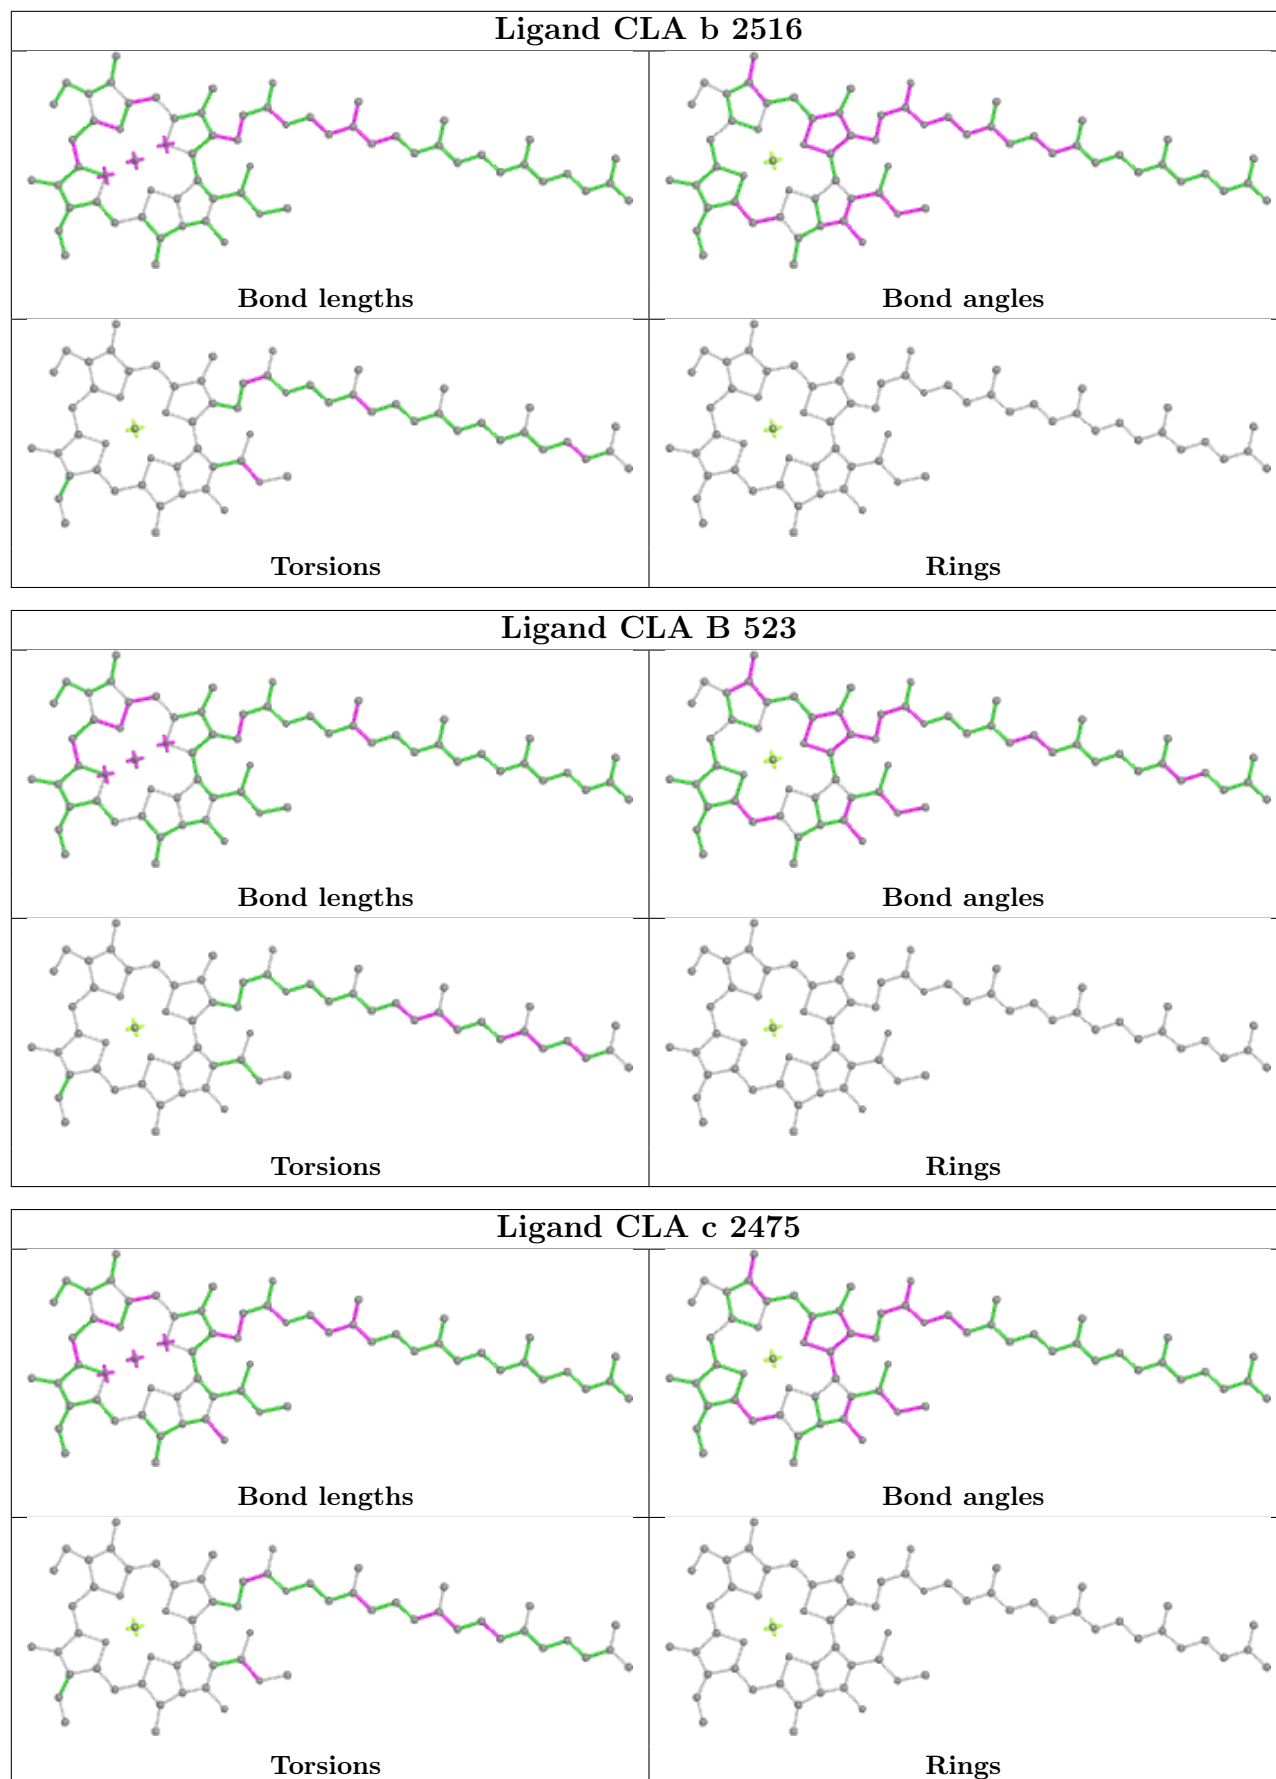 Ligand CLA b 2516
Bond lengths
Bond angles
Torsions
Rings
Ligand CLA B 523
Bond lengths
Bond angles
Torsions
Rings
Ligand CLA c 2475
Bond lengths
Bond angles
Torsions
Rings